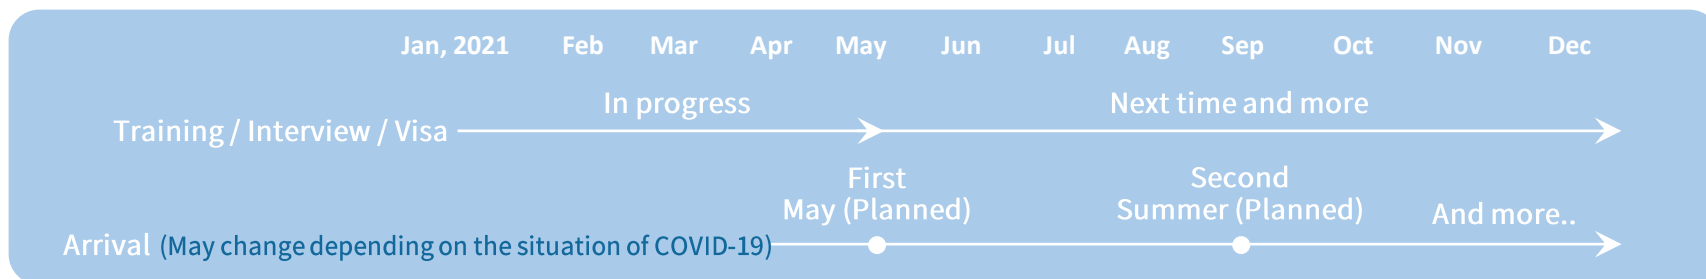 Jan, 2021 Feb Mar Apr May Jun Jul Aug Sep Oct Nov Dec
In progress Next time and more
Training / Interview / Visa
First Second
May (Planned) Summer (Planned) And more..
Arrival (May change depending on the situation of COVID-19)